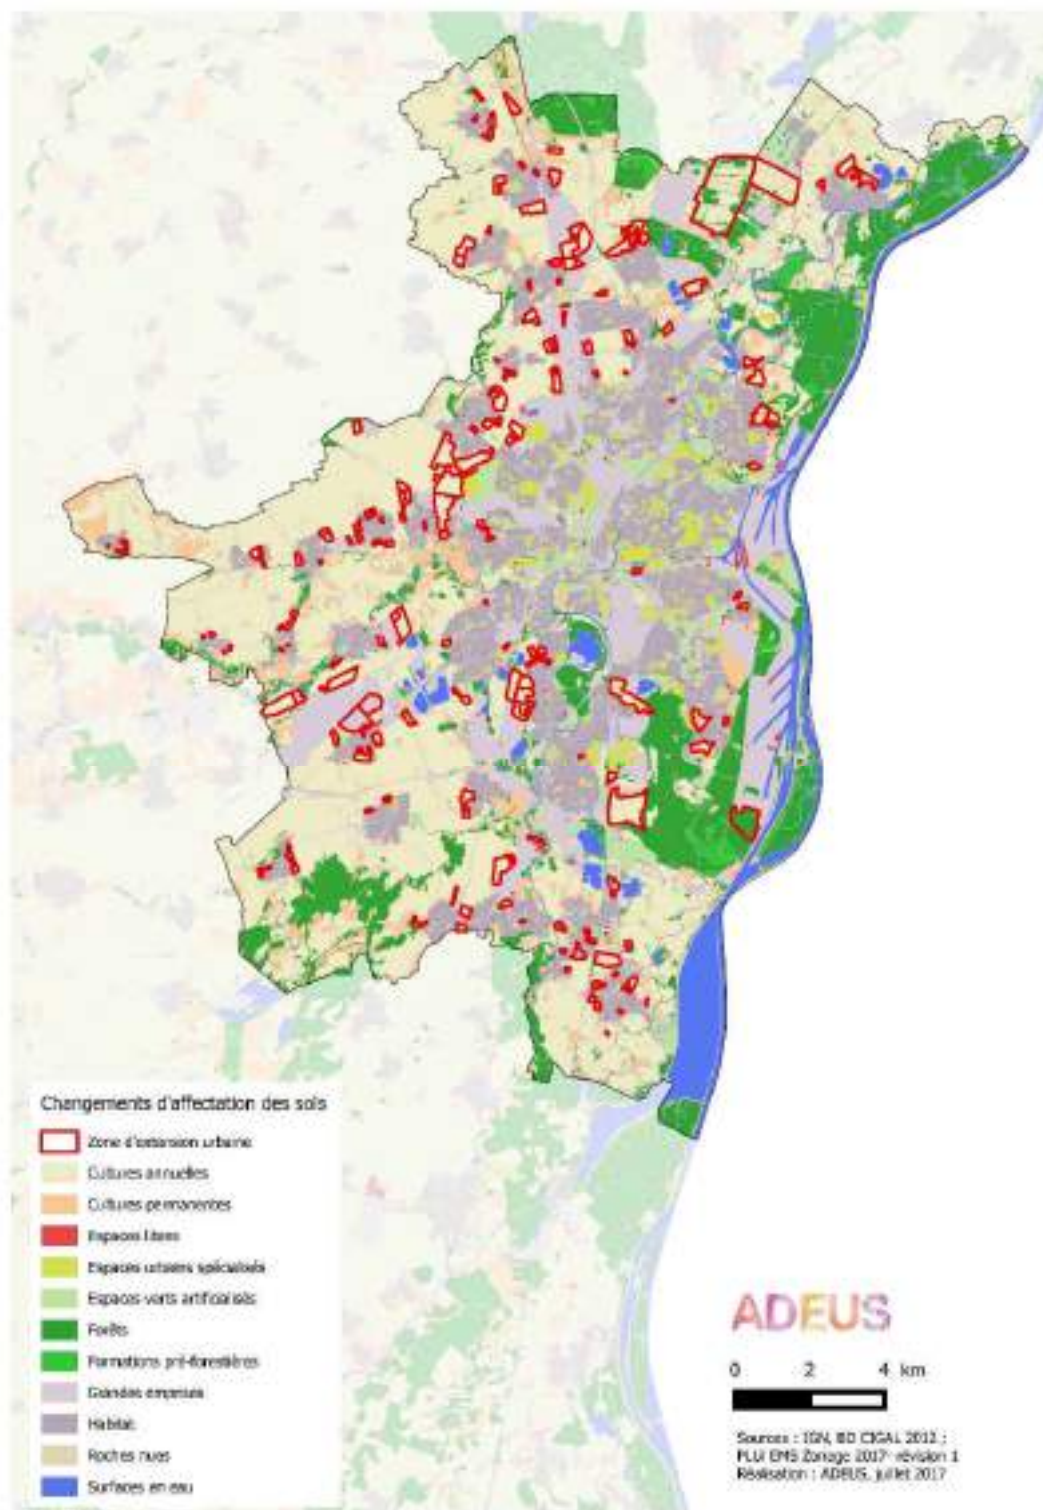 Changements d'affectation des sols
Zone d'extension urbaine
Cultures annuelles
Cultures permanentes
Espaces libres
Espaces urbains spécialisés
Espaces verts artificialisés
Forêts
Formations pré-forestières
Grandes emprises
Habitat
Roches nues
Surfaces en eau
ADEUS
0 2 4 km
Sources : IGN, BD CIGAL 2012 ;
PLUi EMS Zonage 2017- révision 1
Réalisation : ADEUS, juillet 2017